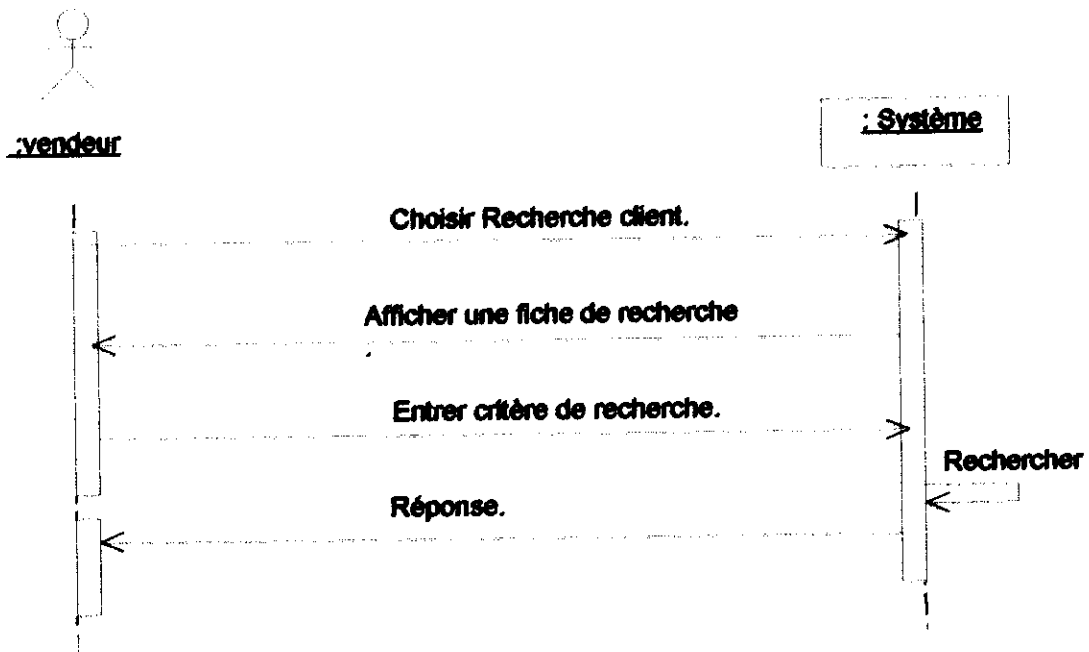 : Système
:vendeur
Choisir Recherche client.
Afficher une fiche de recherche
.
Entrer critère de recherche.
Rechercher
Réponse.